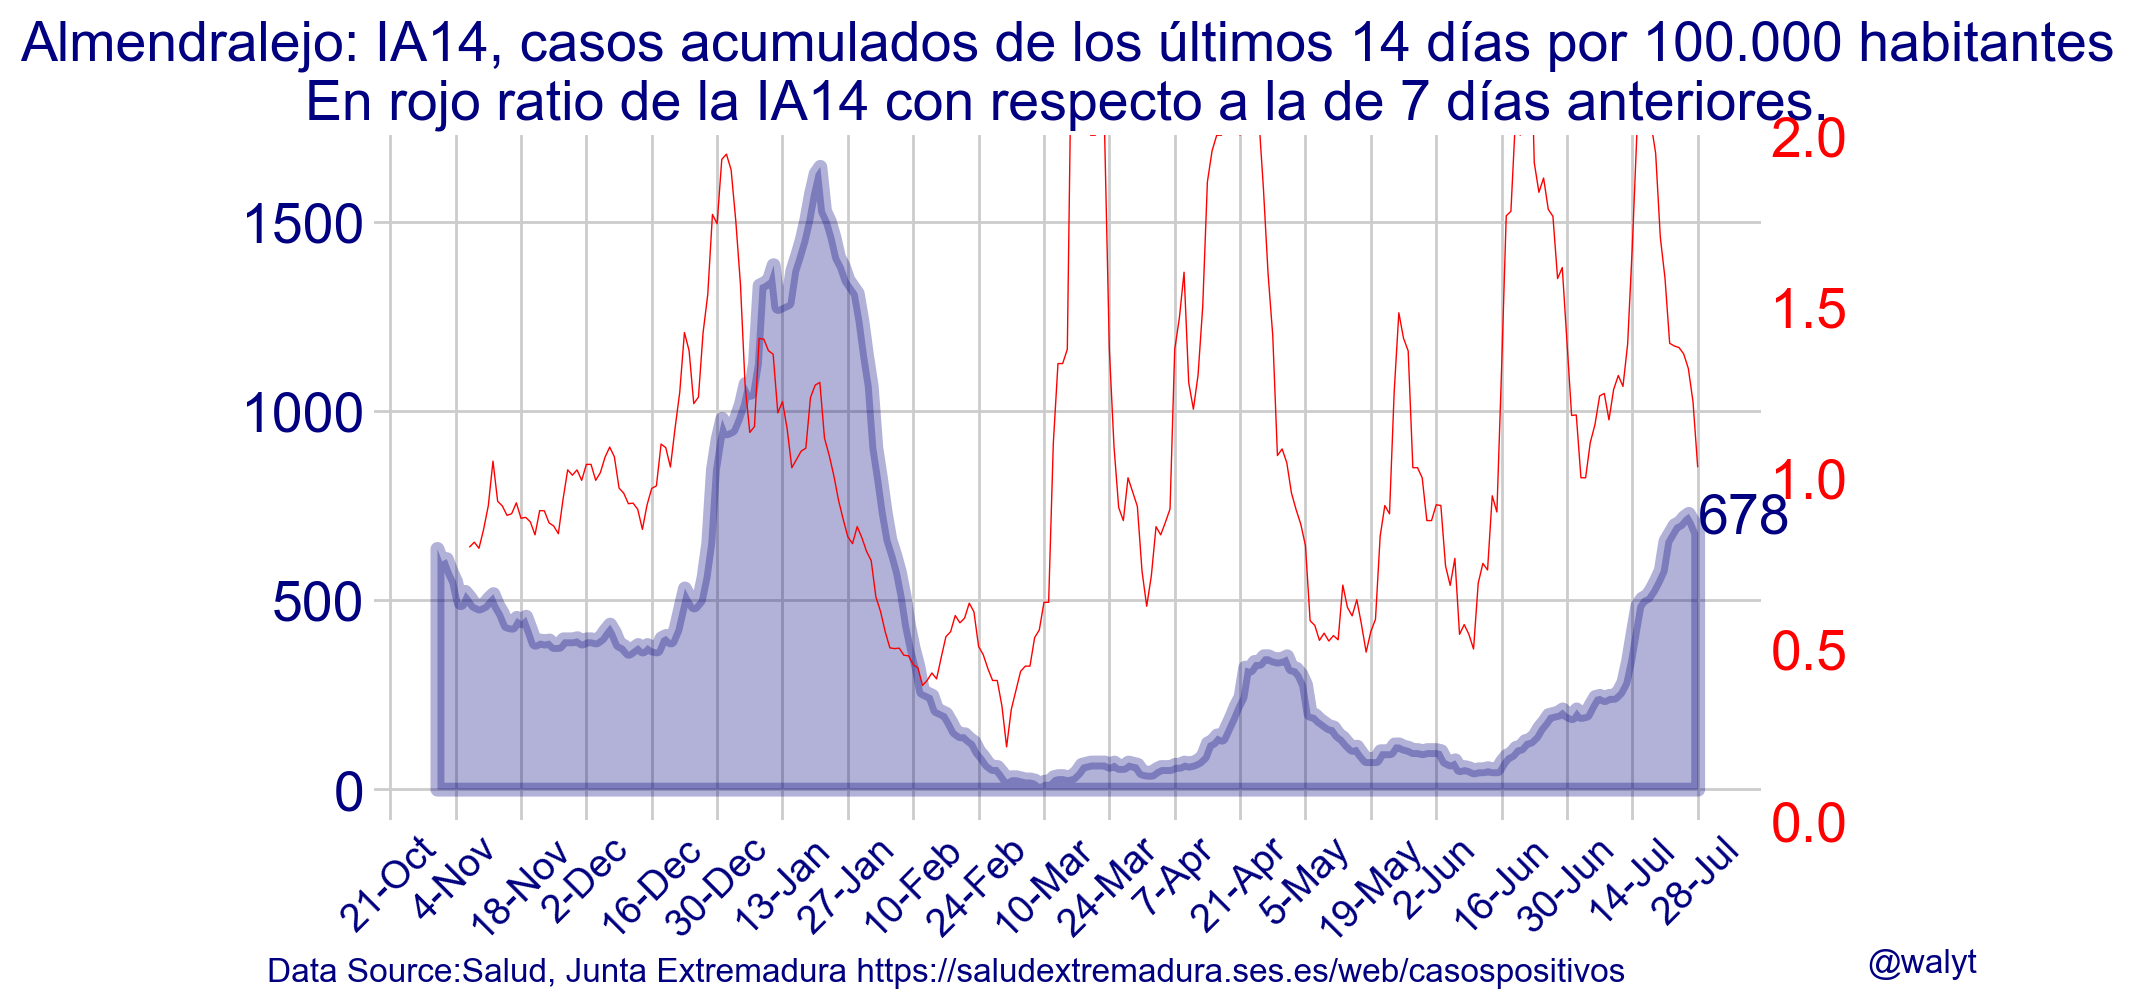 Almendralejo: IA14, casos acumulados de los últimos 14 días por 100.000 habitantes
En rojo ratio de la IA14 con respecto a la de 7 días anteriores.
2.0
1500
1.5
1000
1.0
678
500
0.5
0
0.0
21-Oct
4-Nov
18-Nov
2-Dec
16-Dec
30-Dec
13-Jan
27-Jan
10-Feb
24-Feb
10-Mar
24-Mar
7-Apr
21-Apr
5-May
19-May
2-Jun
16-Jun
30-Jun
14-Jul
28-Jul
Data Source:Salud, Junta Extremadura https://saludextremadura.ses.es/web/casospositivos
@walyt